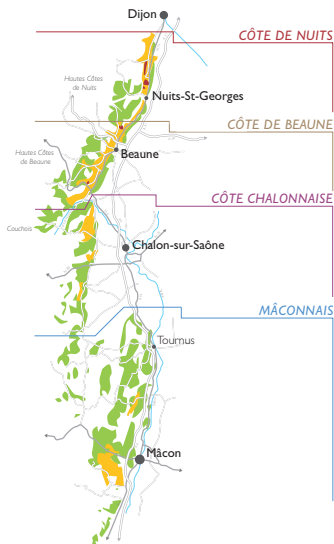 Dijon
CÔTE DE NUITS
Hautes Côtes
de Nuits
Nuits-St-Georges
CÔTE DE BEAUNE
Beaune
Hautes Côtes
de Beaune
CÔTE CHALONNAISE
Couchois
Chalon-sur-Saône
MÂCONNAIS
Tournus
Mâcon